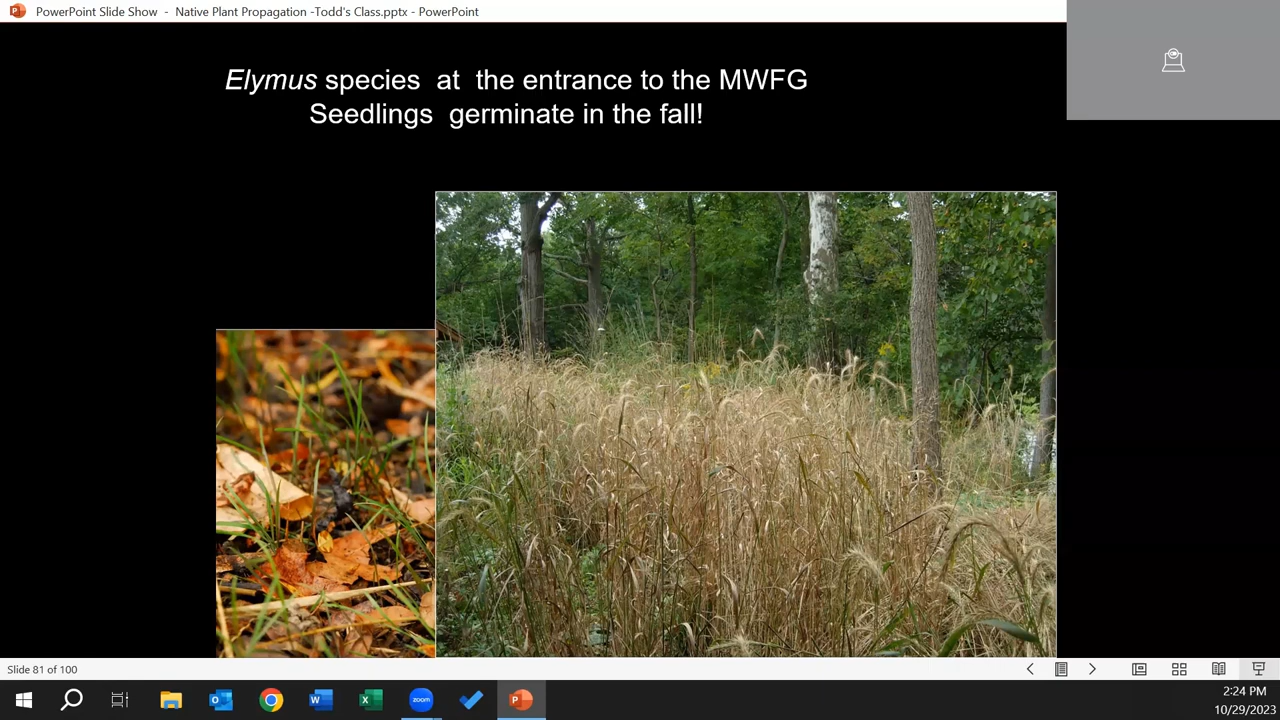 PowerPoint Slide Show - Native Plant Propagation -Todd's Class.pptx - PowerPoint
Elymus species at the entrance to the MWFG
Seedlings germinate in the fall!
Slide 81 of 100
zoom
2:24 PM
10/29/2023